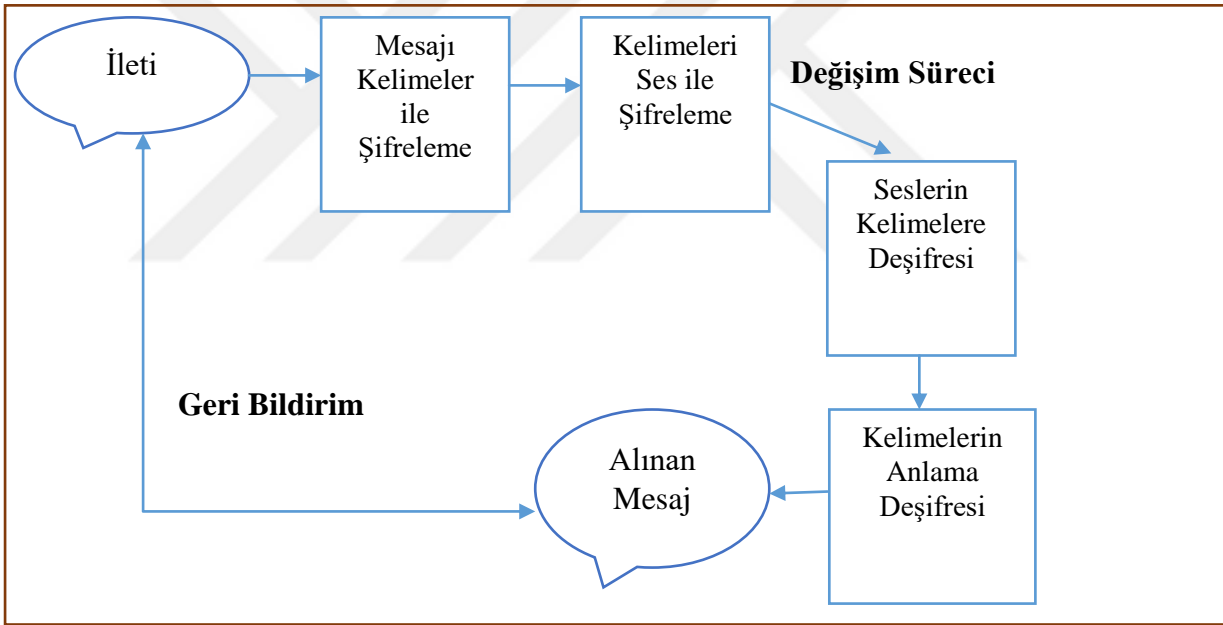 İleti
Mesajı
Kelimeler
ile
Şifreleme
Kelimeleri
Ses ile
Şifreleme
Değişim Süreci
Seslerin
Kelimelere
Deşifresi
Kelimelerin
Anlama
Deşifresi
Alınan
Mesaj
Geri Bildirim